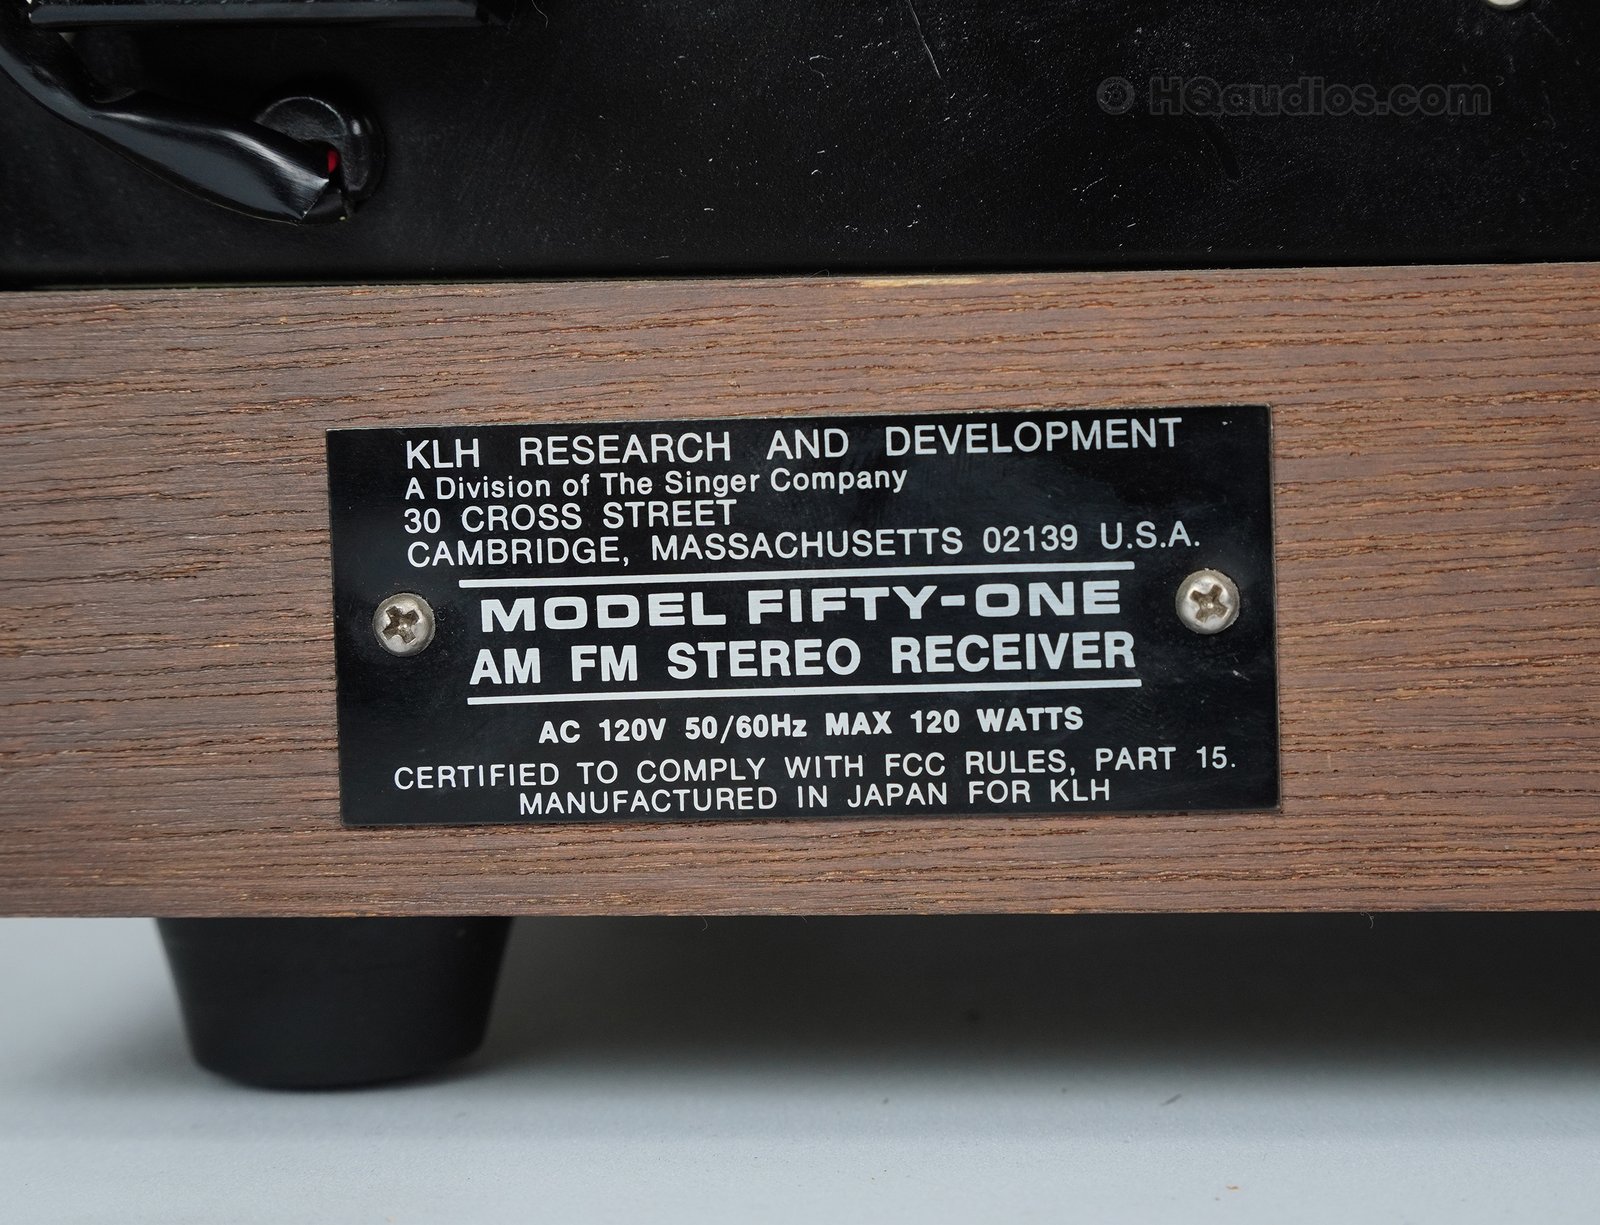 HQaudios.com
KLH RESEARCH AND DEVELOPMENT
A Division of The Singer Company
30 CROSS STREET
CAMBRIDGE, MASSACHUSETTS 02139 U.S.A.
MODEL FIFTY-ONE
AM FM STEREO RECEIVER
AC 120V 50/60Hz MAX 120 WATTS
CERTIFIED TO COMPLY WITH FCC RULES, PART 15.
MANUFACTURED IN JAPAN FOR KLH